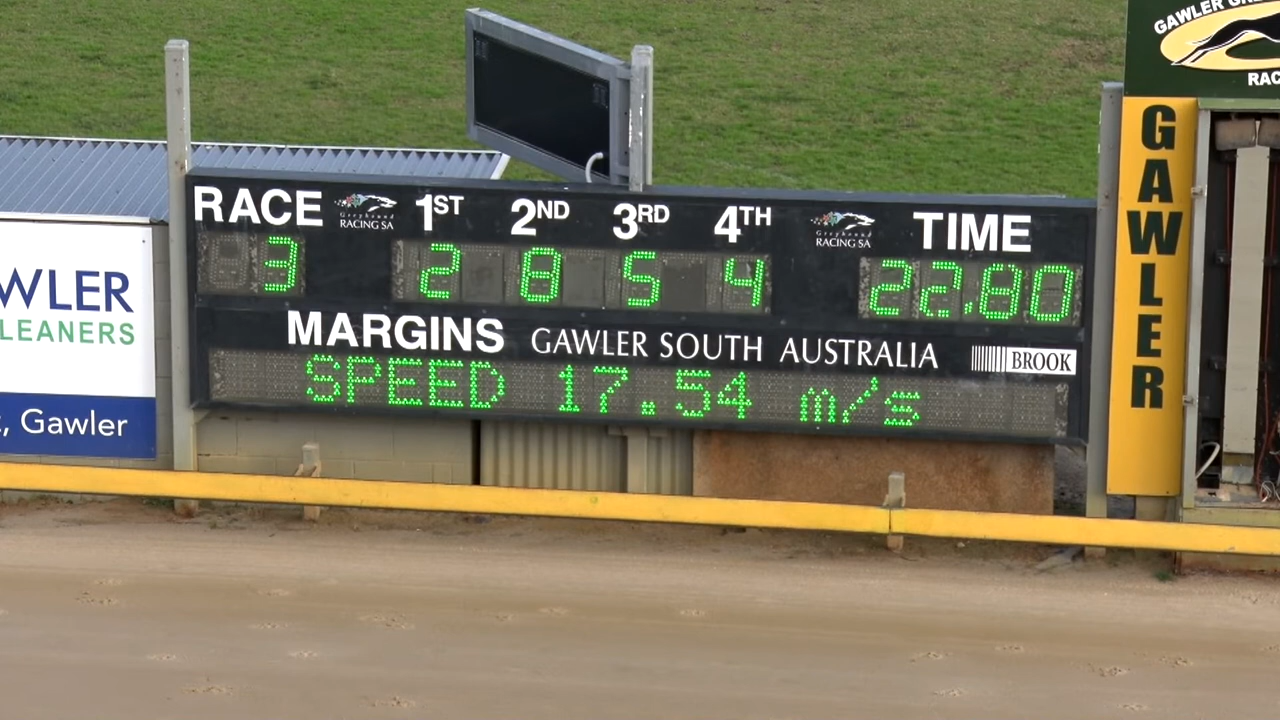 GAWLER
RAC
RACE
Greyhound
RACING SA
1ST
2ND
3RD
4TH
Greyhound
RACING SA
TIME
3
2
8
5
4
22.80
MARGINS
GAWLER SOUTH AUSTRALIA
BROOK
SPEED 17.54 m/s
WLER
LEANERS
, Gawler
GAWLER